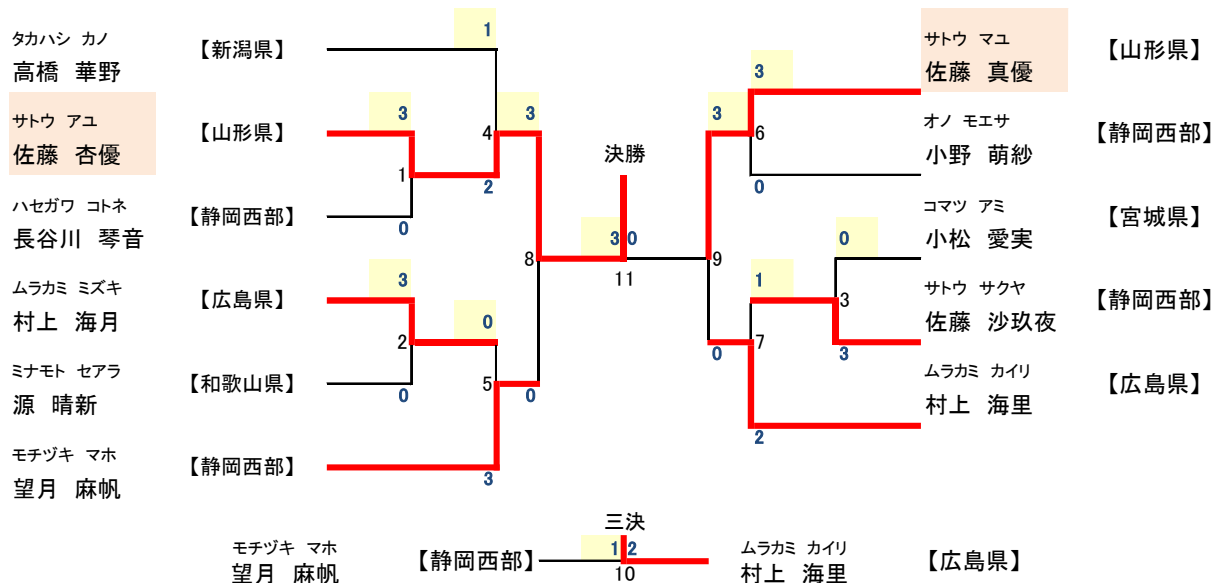 タカハシ カノ
高橋 華野
【新潟県】
1
サトウ アユ
佐藤 杏優
【山形県】
3
4
3
1
2
ハセガワ コトネ
長谷川 琴音
【静岡西部】
0
ムラカミ ミズキ
村上 海月
【広島県】
3
0
2
8
ミナモト セアラ
源 晴新
【和歌山県】
0
5
0
モチヅキ マホ
望月 麻帆
【静岡西部】
3
決勝
3 0
11
サトウ マユ
佐藤 真優
【山形県】
3
3
6
オノ モエサ
小野 萌紗
【静岡西部】
0
コマツ アミ
小松 愛実
【宮城県】
0
9
1
3
サトウ サクヤ
佐藤 沙玖夜
【静岡西部】
3
0
7
ムラカミ カイリ
村上 海里
【広島県】
2
三決
モチヅキ マホ
望月 麻帆
【静岡西部】
1 2
10
ムラカミ カイリ
村上 海里
【広島県】